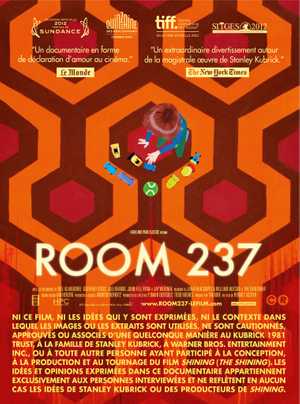 2012
SUNDANCE
tiff.
SITGES 2012
"Un documentaire en forme
de déclaration d'amour au cinéma."
Le Monde
"Un extraordinaire divertissement autour
de la magistrale œuvre de Stanley Kubrick."
The New York Times
ROOM 237
WWW.ROOM237-LEFILM.COM
NI CE FILM, NI LES IDÉES QUI Y SONT EXPRIMÉES, NI LE CONTEXTE DANS
LEQUEL LES IMAGES OU LES EXTRAITS SONT UTILISÉS, NE SONT CAUTIONNÉS,
APPROUVÉS OU ASSOCIÉS D'UNE QUELCONQUE MANIÈRE AU KUBRICK 1981
TRUST, À LA FAMILLE DE STANLEY KUBRICK, À WARNER BROS. ENTERTAINMENT
INC., OU À TOUTE AUTRE PERSONNE AYANT PARTICIPÉ À LA CONCEPTION,
À LA PRODUCTION ET AU TOURNAGE DU FILM SHINING (THE SHINING). LES
IDÉES ET OPINIONS EXPRIMÉES DANS CE DOCUMENTAIRE APPARTIENNENT
EXCLUSIVEMENT AUX PERSONNES INTERVIEWÉES ET NE REFLÈTENT EN AUCUN
CAS LES IDÉES DE STANLEY KUBRICK OU DES PRODUCTEURS DE SHINING.